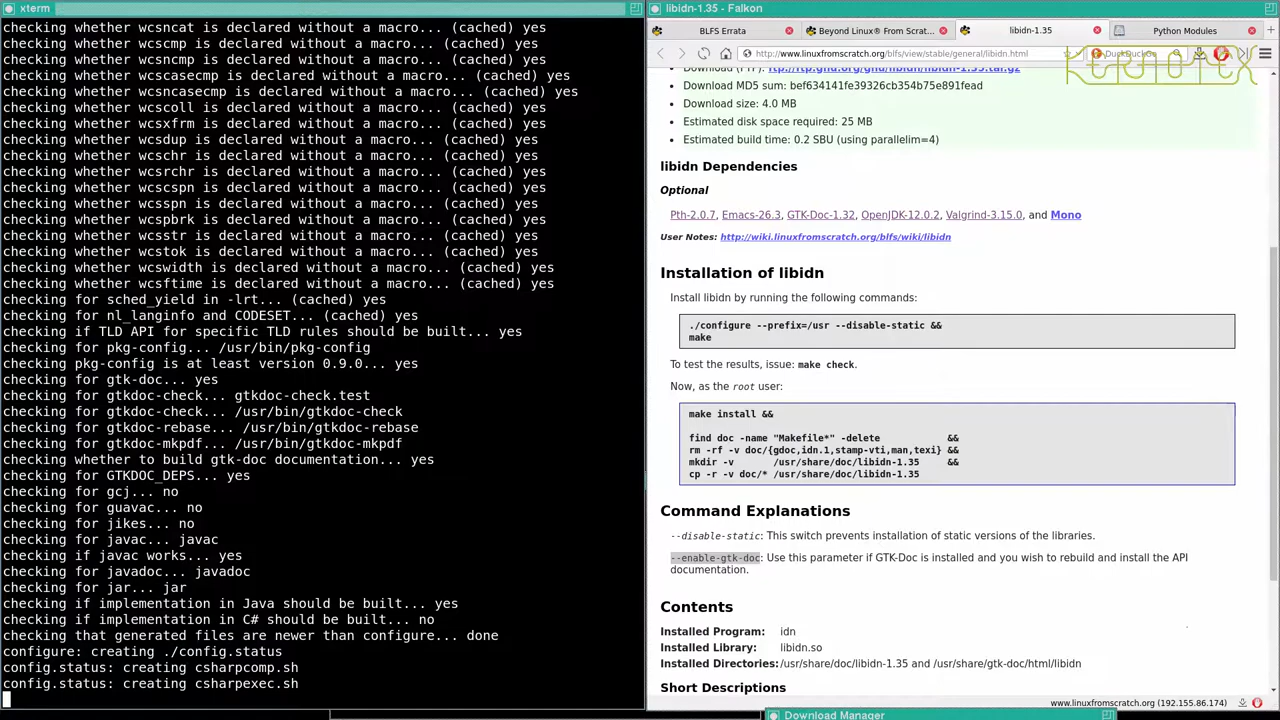 xterm
checking whether wcsncat is declared without a macro... (cached) yes
checking whether wcscmp is declared without a macro... (cached) yes
checking whether wcsncmp is declared without a macro... (cached) yes
checking whether wcscasecmp is declared without a macro... (cached) yes
checking whether wcsncasecmp is declared without a macro... (cached) yes
checking whether wcscoll is declared without a macro... (cached) yes
checking whether wcsxfrm is declared without a macro... (cached) yes
checking whether wcsdup is declared without a macro... (cached) yes
checking whether wcschr is declared without a macro... (cached) yes
checking whether wcsrchr is declared without a macro... (cached) yes
checking whether wcscspn is declared without a macro... (cached) yes
checking whether wcsspn is declared without a macro... (cached) yes
checking whether wcspbrk is declared without a macro... (cached) yes
checking whether wcsstr is declared without a macro... (cached) yes
checking whether wcstok is declared without a macro... (cached) yes
checking whether wcswidth is declared without a macro... (cached) yes
checking whether wcsftime is declared without a macro... (cached) yes
checking for sched_yield in -lrt... (cached) yes
checking for nl_langinfo and CODESET... (cached) yes
checking if TLD API for specific TLD rules should be built... yes
checking for pkg-config... /usr/bin/pkg-config
checking pkg-config is at least version 0.9.0... yes
checking for gtk-doc... yes
checking for gtkdoc-check... gtkdoc-check.test
checking for gtkdoc-check... /usr/bin/gtkdoc-check
checking for gtkdoc-rebase... /usr/bin/gtkdoc-rebase
checking for gtkdoc-mkpdf... /usr/bin/gtkdoc-mkpdf
checking whether to build gtk-doc documentation... yes
checking for GTKDOC_DEPS... yes
checking for gcj... no
checking for guavac... no
checking for jikes... no
checking for javac... javac
checking if javac works... yes
checking for javadoc... javadoc
checking for jar... jar
checking if implementation in Java should be built... yes
checking if implementation in C# should be built... no
checking that generated files are newer than configure... done
configure: creating ./config.status
config.status: creating csharpcomp.sh
config.status: creating csharpexec.sh
libidn-1.35 - Falkon
BLFS Errata
Beyond Linux® From Scrat...
libidn-1.35
Python Modules
http://www.linuxfromscratch.org/blfs/view/stable/general/libidn.html
DuckDuckGo
KERNOTEX
Download (FTP): ftp://ftp.gnu.org/gnu/libidn/libidn-1.35.tar.gz
Download MD5 sum: bef634141fe39326cb354b75e891fead
Download size: 4.0 MB
Estimated disk space required: 25 MB
Estimated build time: 0.2 SBU (using parallelim=4)
libidn Dependencies
Optional
Pth-2.0.7, Emacs-26.3, GTK-Doc-1.32, OpenJDK-12.0.2, Valgrind-3.15.0, and Mono
User Notes: http://wiki.linuxfromscratch.org/blfs/wiki/libidn
Installation of libidn
Install libidn by running the following commands:
./configure --prefix=/usr --disable-static &&
make
To test the results, issue: make check.
Now, as the root user:
make install &&
find doc -name "Makefile*" -delete &&
rm -rf -v doc/{gdoc,idn.1,stamp-vti,man,texi} &&
mkdir -v /usr/share/doc/libidn-1.35 &&
cp -r -v doc/* /usr/share/doc/libidn-1.35
Command Explanations
--disable-static: This switch prevents installation of static versions of the libraries.
--enable-gtk-doc: Use this parameter if GTK-Doc is installed and you wish to rebuild and install the API
documentation.
Contents
Installed Program: idn
Installed Library: libidn.so
Installed Directories: /usr/share/doc/libidn-1.35 and /usr/share/gtk-doc/html/libidn
Short Descriptions
www.linuxfromscratch.org (192.155.86.174)
Download Manager